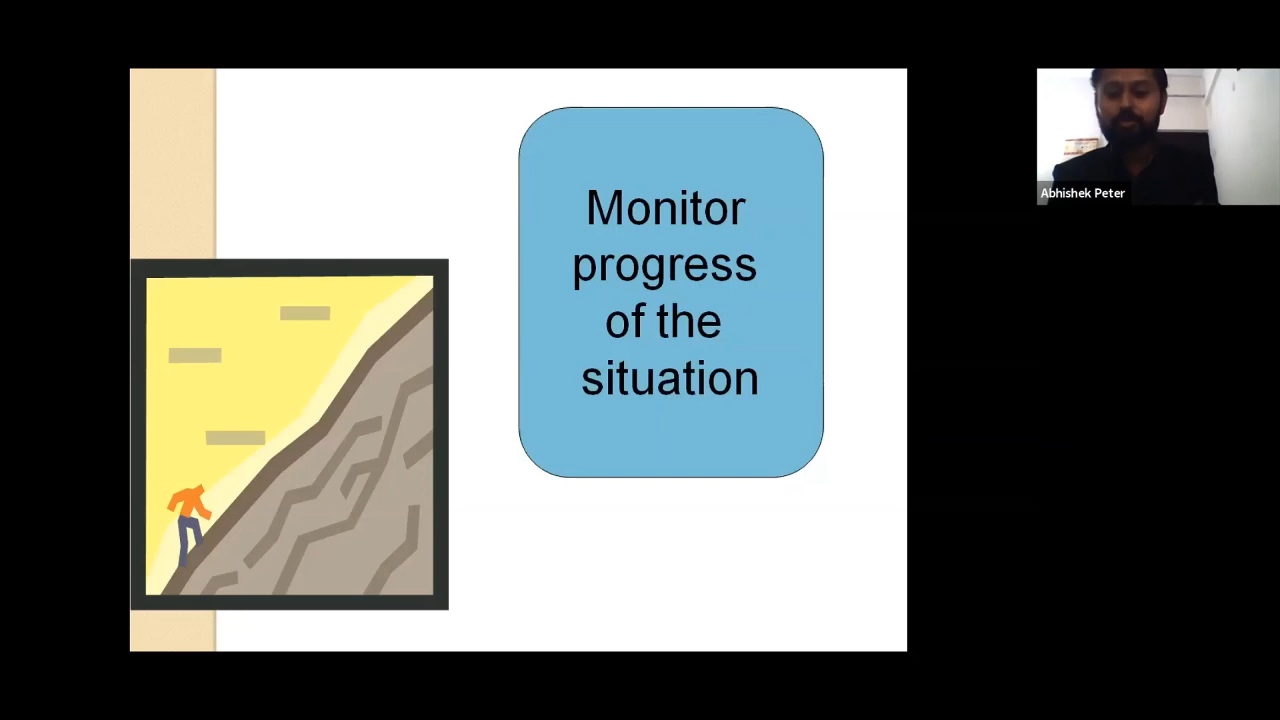 Monitor
progress
of the
situation
Abhishek Peter